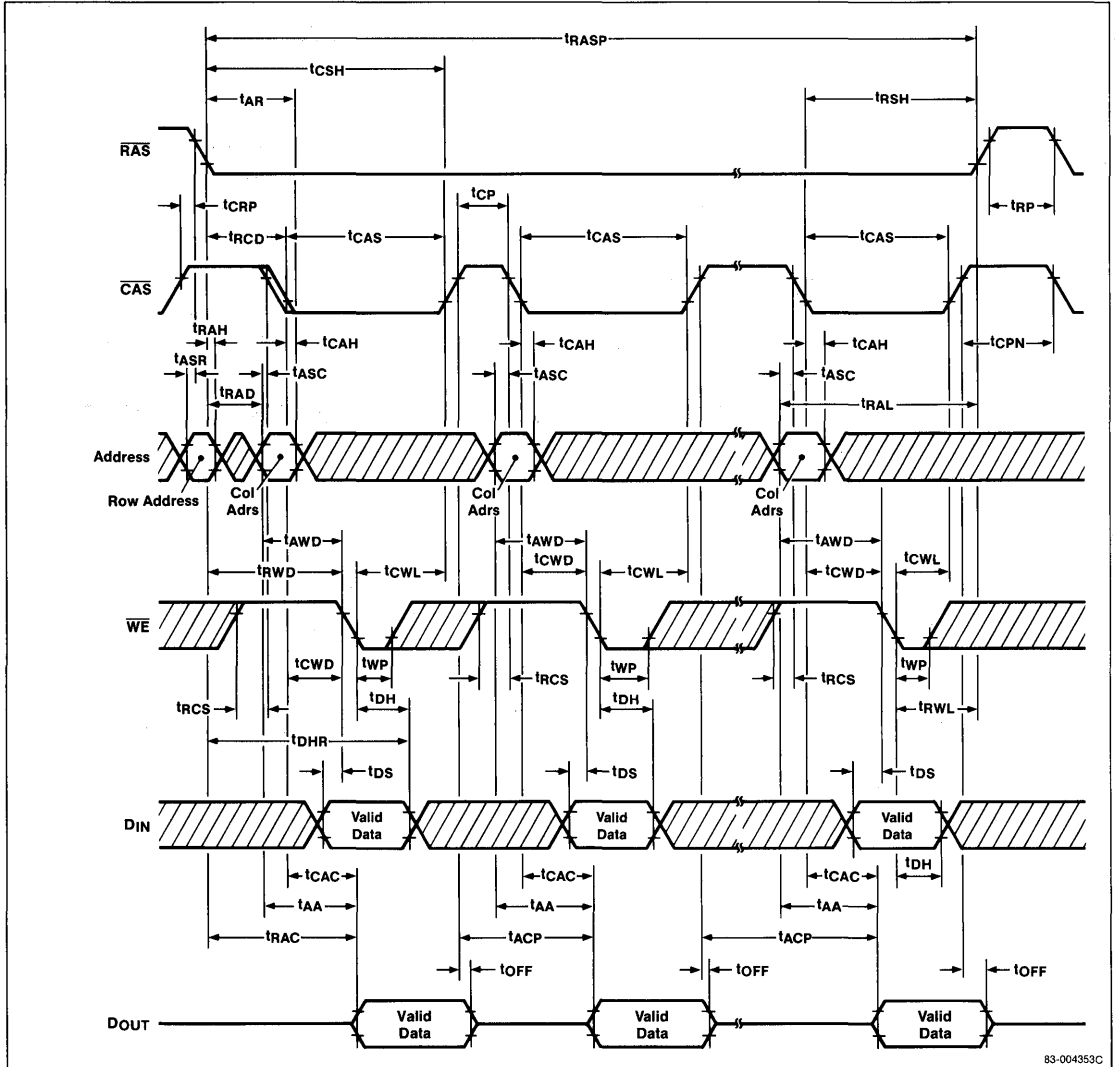 tRASP
tCSH
tAR tRSH
RAS
tCRP tCP tRP
tRCD tCAS tCAS tCAS
CAS
tRAH tCAH tCAH tCAH tCPN
tASR tASC tASC tASC
tRAD tRAL
Address
Row Address Col Adrs Col Adrs Col Adrs
tAWD tAWD tAWD
tRWD tCWL tCWD tCWL tCWD tCWL
WE
tCWD tWP tWP tWP
tRCS tDH tRCS tDH tRCS tRWL
tDHR
tDS tDS tDS
DIN Valid Data Valid Data Valid Data
tDH
tCAC tCAC tCAC
tAA tAA tAA
tRAC tACP tACP
tOFF tOFF tOFF
DOUT Valid Data Valid Data Valid Data
83-004353C